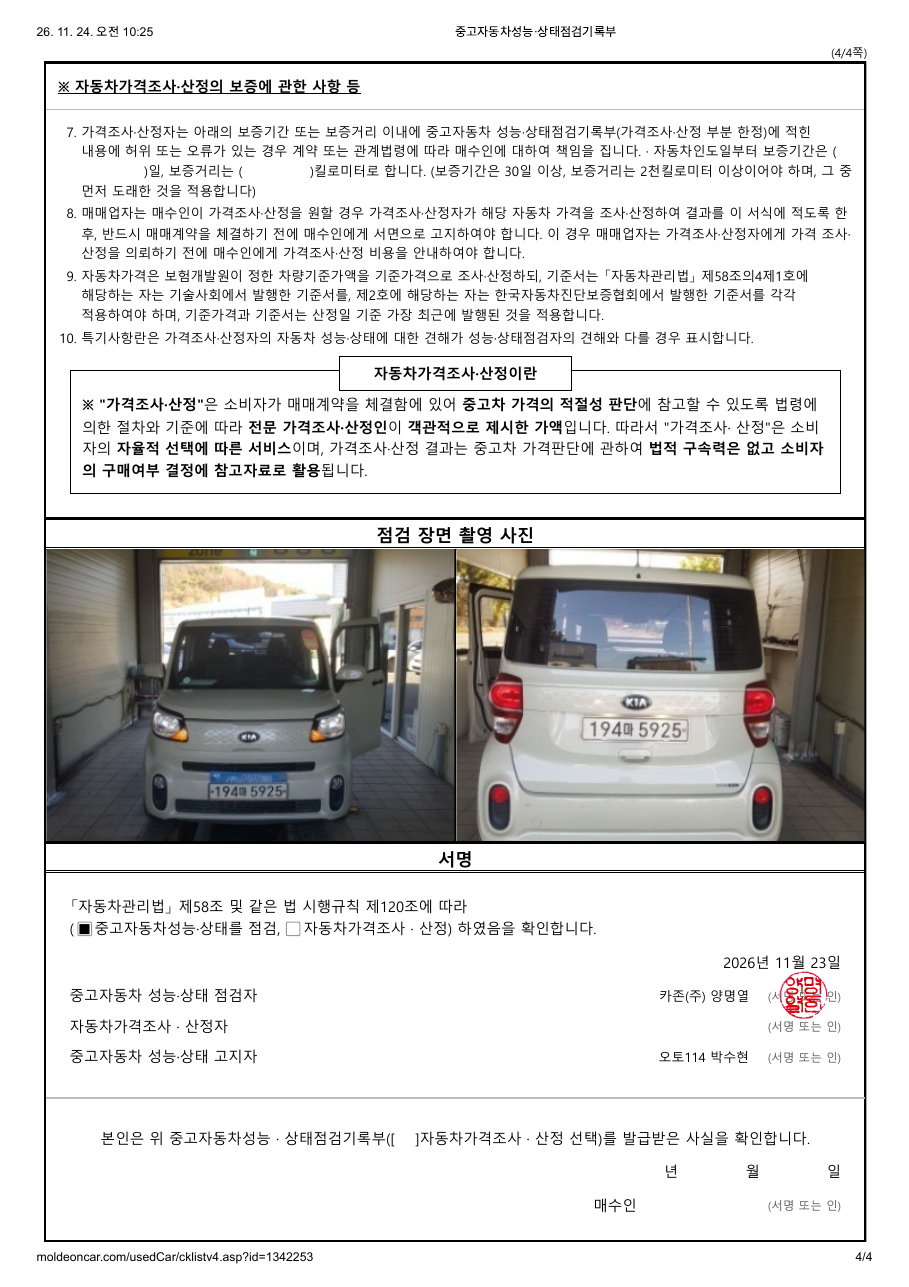 26. 11. 24. 오전 10:25
중고자동차성능·상태점검기록부
(4/4쪽)
※ 자동차가격조사·산정의 보증에 관한 사항 등
7. 가격조사·산정자는 아래의 보증기간 또는 보증거리 이내에 중고자동차 성능·상태점검기록부(가격조사·산정 부분 한정)에 적힌
내용에 허위 또는 오류가 있는 경우 계약 또는 관계법령에 따라 매수인에 대하여 책임을 집니다. · 자동차인도일부터 보증기간은 (
)일, 보증거리는 ( )킬로미터로 합니다. (보증기간은 30일 이상, 보증거리는 2천킬로미터 이상이어야 하며, 그 중
먼저 도래한 것을 적용합니다)
8. 매매업자는 매수인이 가격조사·산정을 원할 경우 가격조사·산정자가 해당 자동차 가격을 조사·산정하여 결과를 이 서식에 적도록 한
후, 반드시 매매계약을 체결하기 전에 매수인에게 서면으로 고지하여야 합니다. 이 경우 매매업자는 가격조사·산정자에게 가격 조사·
산정을 의뢰하기 전에 매수인에게 가격조사·산정 비용을 안내하여야 합니다.
9. 자동차가격은 보험개발원이 정한 차량기준가액을 기준가격으로 조사·산정하되, 기준서는 「자동차관리법」 제58조의4제1호에
해당하는 자는 기술사회에서 발행한 기준서를, 제2호에 해당하는 자는 한국자동차진단보증협회에서 발행한 기준서를 각각
적용하여야 하며, 기준가격과 기준서는 산정일 기준 가장 최근에 발행된 것을 적용합니다.
10. 특기사항란은 가격조사·산정자의 자동차 성능·상태에 대한 견해가 성능·상태점검자의 견해와 다를 경우 표시합니다.
자동차가격조사·산정이란
※ "가격조사·산정"은 소비자가 매매계약을 체결함에 있어 중고차 가격의 적절성 판단에 참고할 수 있도록 법령에
의한 절차와 기준에 따라 전문 가격조사·산정인이 객관적으로 제시한 가액입니다. 따라서 "가격조사· 산정"은 소비
자의 자율적 선택에 따른 서비스이며, 가격조사·산정 결과는 중고차 가격판단에 관하여 법적 구속력은 없고 소비자
의 구매여부 결정에 참고자료로 활용됩니다.
점검 장면 촬영 사진
zone
KIA
194마 5925
KIA
194마 5925
서명
「자동차관리법」 제58조 및 같은 법 시행규칙 제120조에 따라
( ■ 중고자동차성능·상태를 점검, □ 자동차가격조사 · 산정) 하였음을 확인합니다.
2026년 11월 23일
중고자동차 성능·상태 점검자 카존(주) 양명열 (서명 또는 인)
자동차가격조사 · 산정자 (서명 또는 인)
중고자동차 성능·상태 고지자 오토114 박수현 (서명 또는 인)
본인은 위 중고자동차성능 · 상태점검기록부([ ]자동차가격조사 · 산정 선택)를 발급받은 사실을 확인합니다.
년 월 일
매수인 (서명 또는 인)
moldeoncar.com/usedCar/cklistv4.asp?id=1342253
4/4